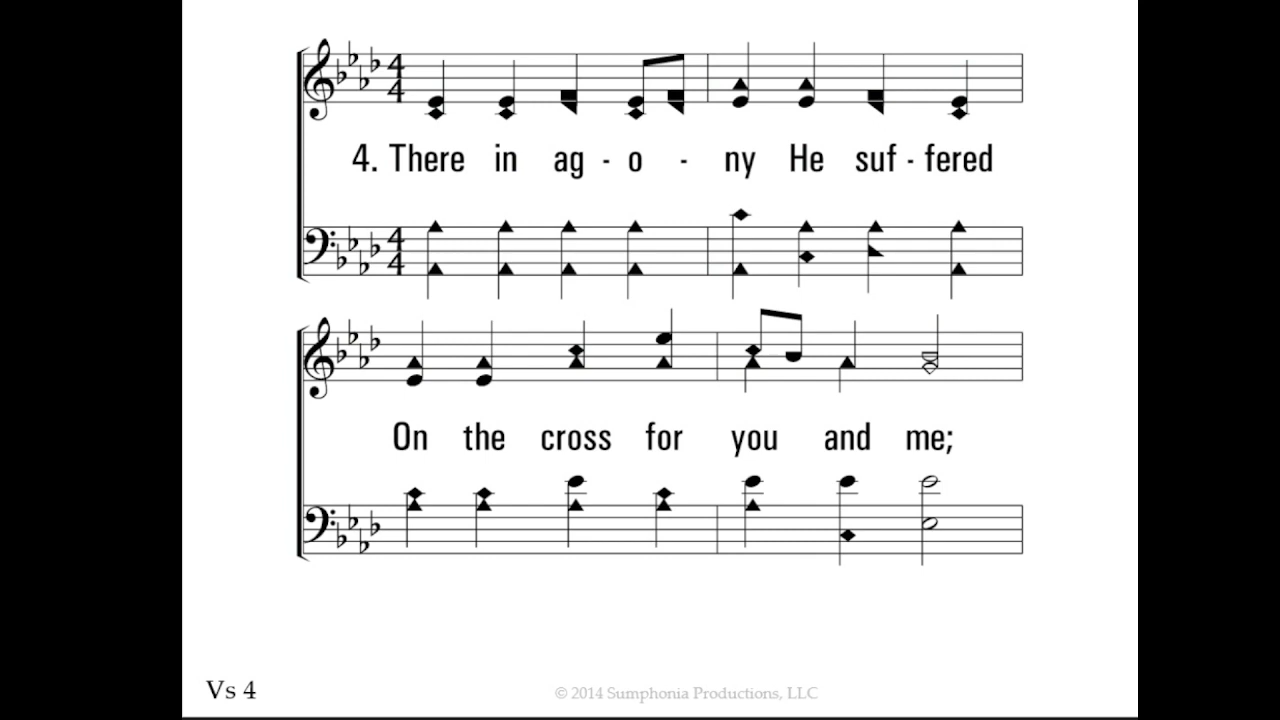 4. There in ag - o - ny He suf - fered
On the cross for you and me;
Vs 4
© 2014 Sumphonia Productions, LLC